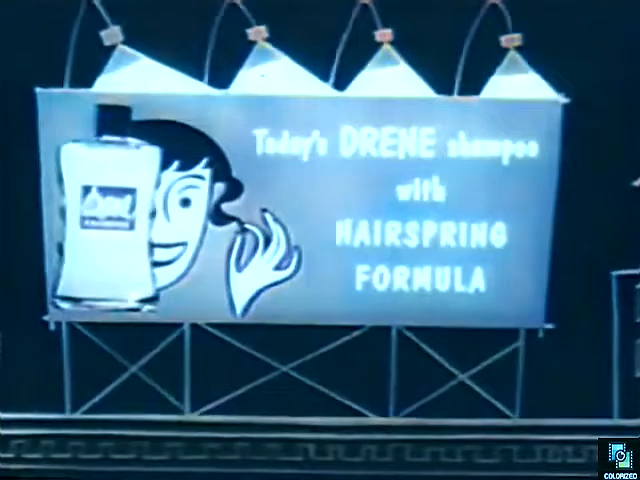 Today's DRENE shampoo
with
HAIRSPRING
FORMULA
COLORIZED